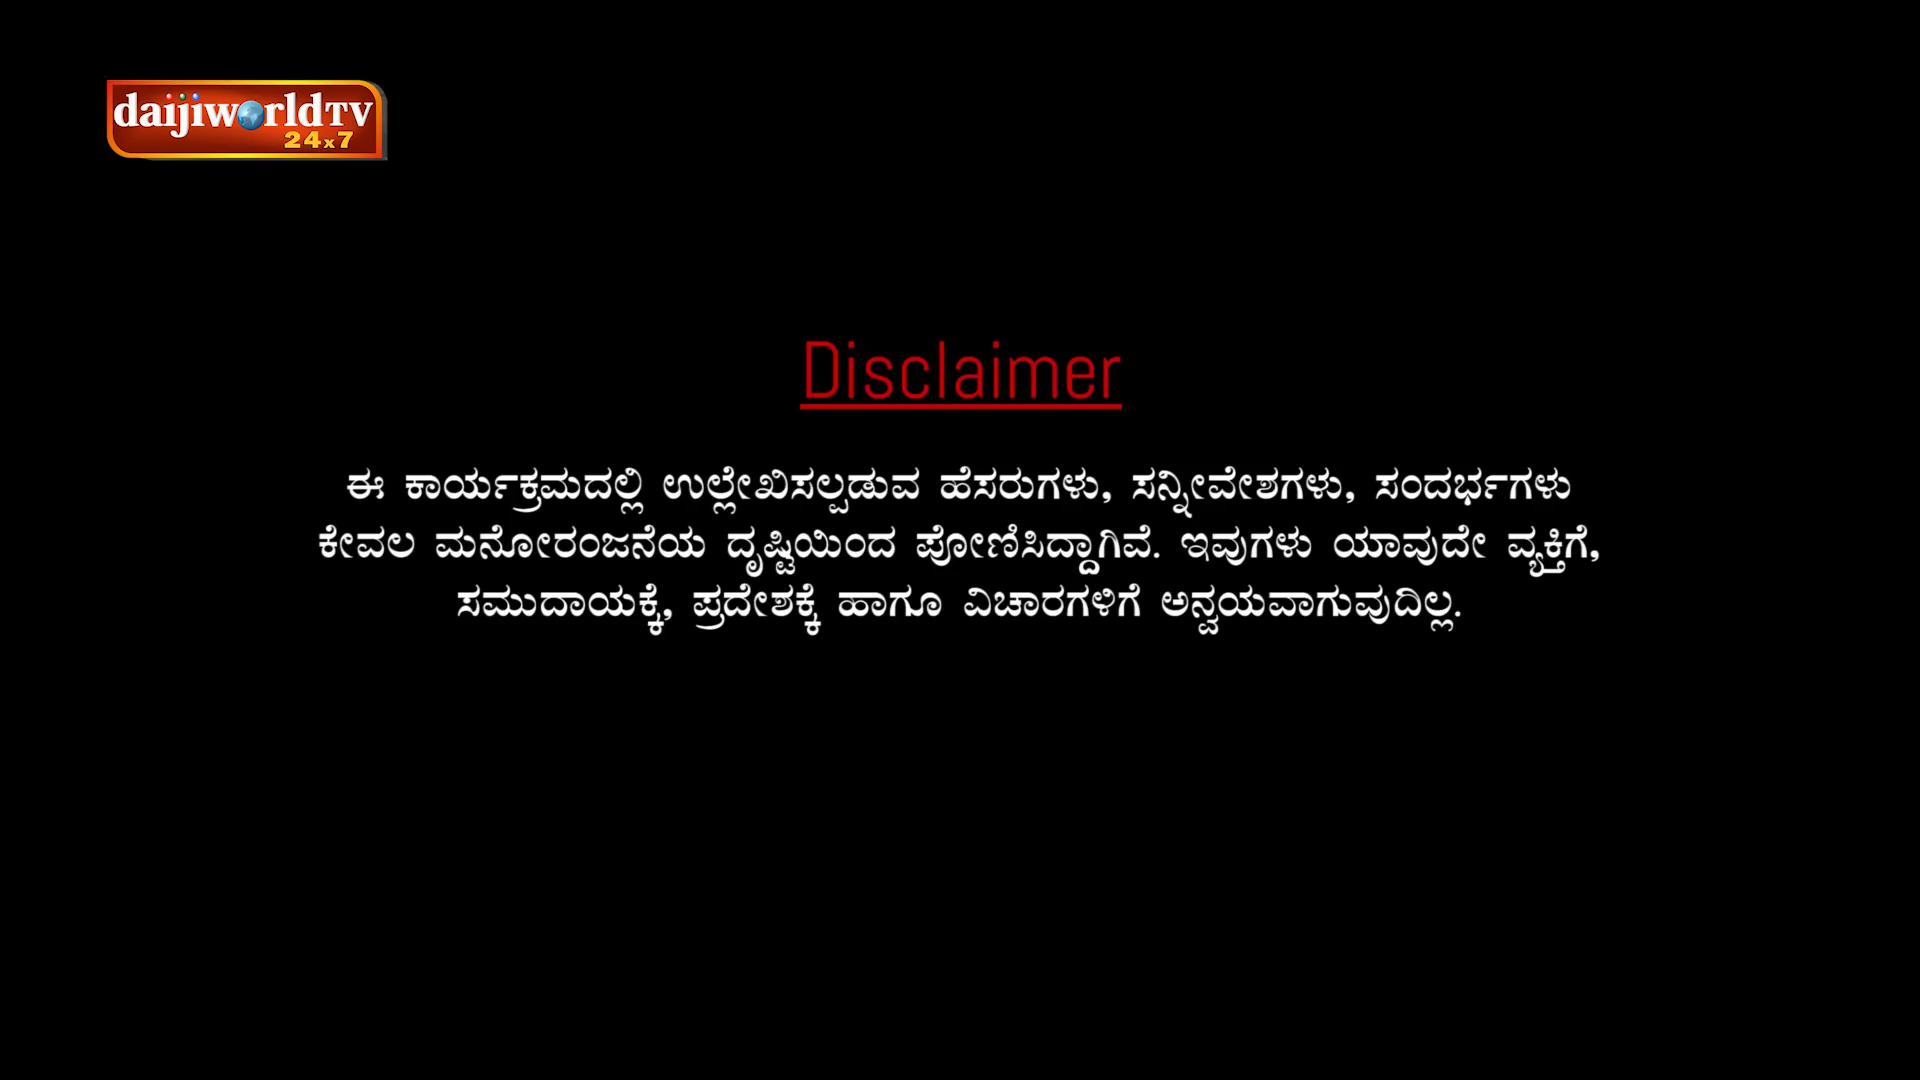 daijiworldTV
24x7
Disclaimer
ಈ ಕಾರ್ಯಕ್ರಮದಲ್ಲಿ ಉಲ್ಲೇಖಿಸಲ್ಪಡುವ ಹೆಸರುಗಳು, ಸನ್ನೀವೇಶಗಳು, ಸಂದರ್ಭಗಳು
ಕೇವಲ ಮನೋರಂಜನೆಯ ದೃಷ್ಟಿಯಿಂದ ಪೋಣಿಸಿದ್ದಾಗಿವೆ. ಇವುಗಳು ಯಾವುದೇ ವ್ಯಕ್ತಿಗೆ,
ಸಮುದಾಯಕ್ಕೆ, ಪ್ರದೇಶಕ್ಕೆ ಹಾಗೂ ವಿಚಾರಗಳಿಗೆ ಅನ್ವಯವಾಗುವುದಿಲ್ಲ.